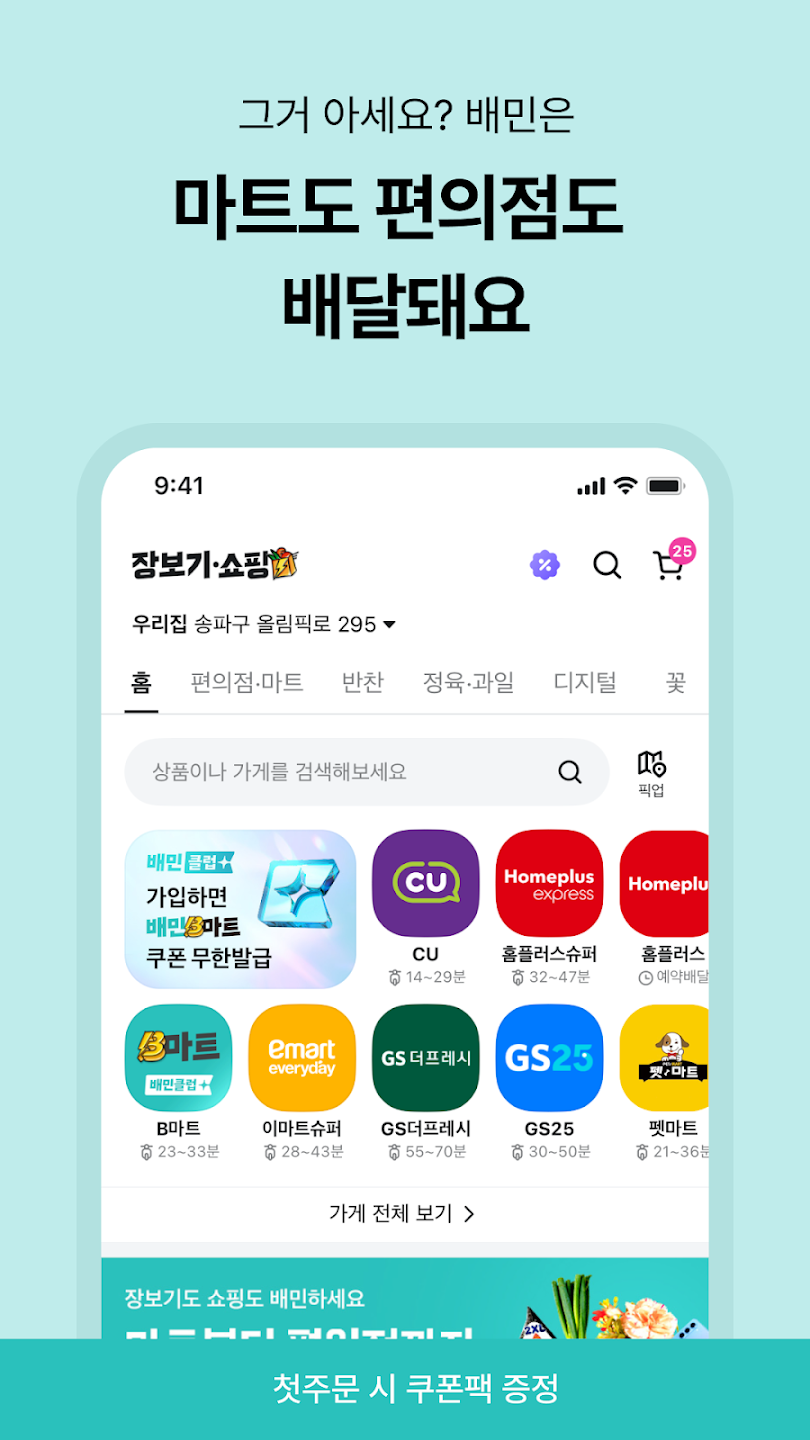 그거 아세요? 배민은
마트도 편의점도
배달돼요
9:41
장보기·쇼핑
25
우리집 송파구 올림픽로 295
홈 편의점·마트 반찬 정육·과일 디지털 꽃
상품이나 가게를 검색해보세요
픽업
배민클럽
가입하면
배민B마트
쿠폰 무한발급
CU
Homeplus
express
Homeplu
CU
홈플러스슈퍼
홈플러스
14~29분
32~47분
예약배달
B마트
배민클럽
emart
everyday
GS더프레시
GS25
펫마트
B마트
이마트슈퍼
GS더프레시
GS25
펫마트
23~33분
28~43분
55~70분
30~50분
21~36분
가게 전체 보기
장보기도 쇼핑도 배민하세요
2XL
첫주문 시 쿠폰팩 증정